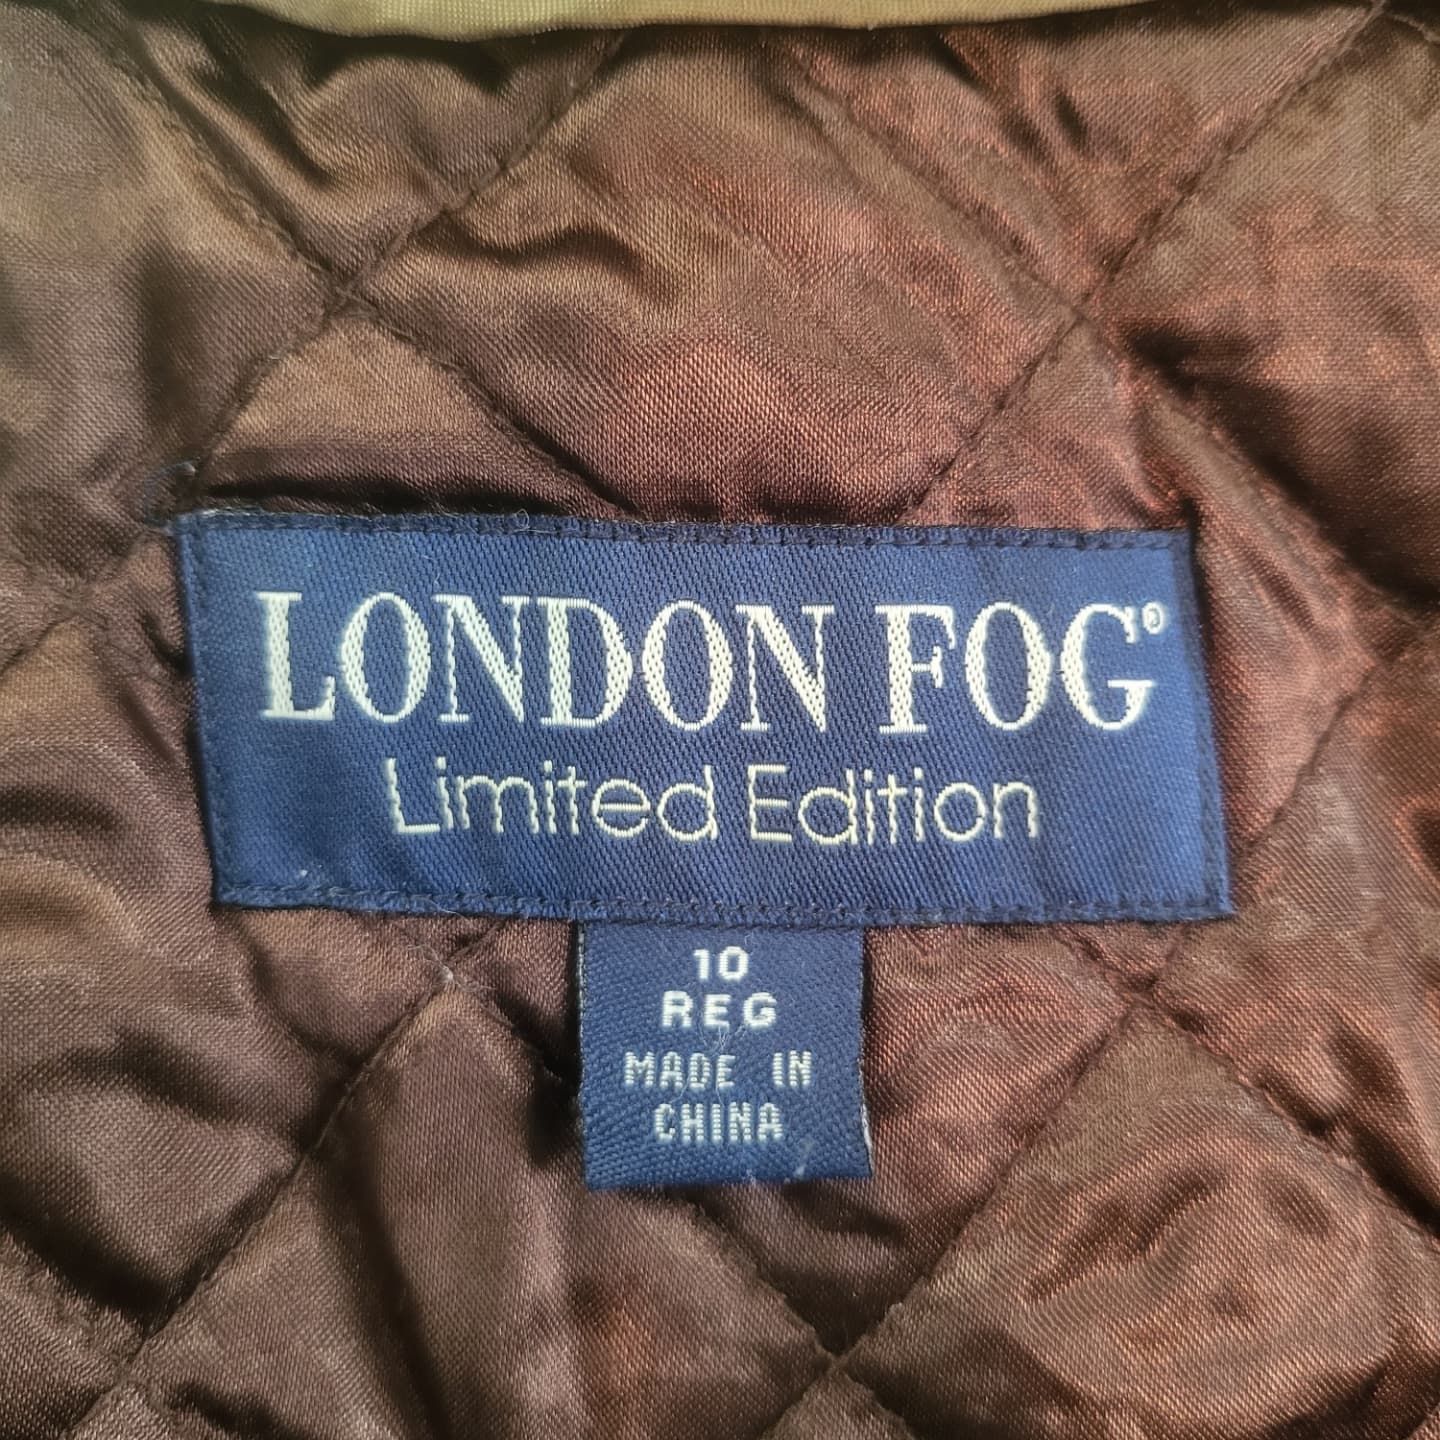 LONDON FOG®
Limited Edition
10
REG
MADE IN
CHINA